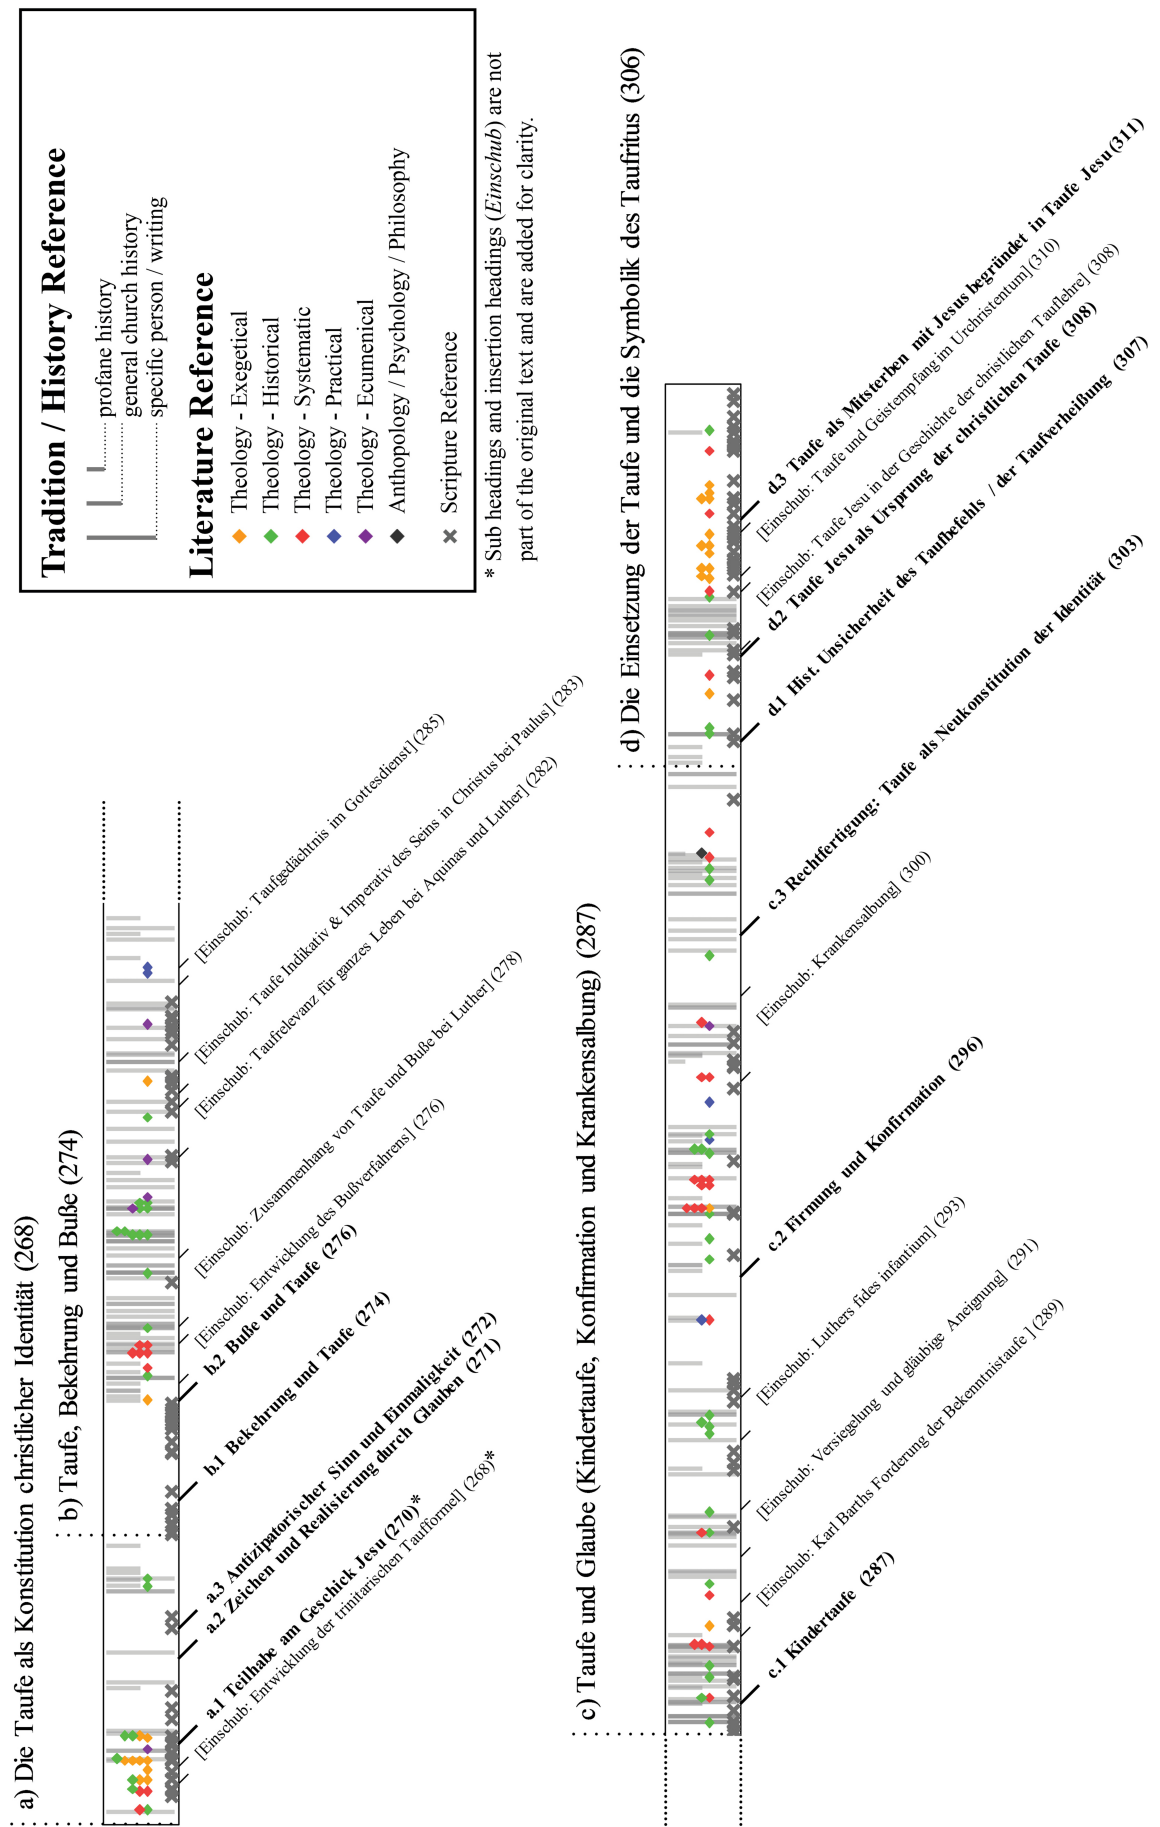 Tradition / History Reference
profane history
general church history
specific person / writing
Literature Reference
Theology - Exegetical
Theology - Historical
Theology - Systematic
Theology - Practical
Theology - Ecumenical
Anthopology / Psychology / Philosophy
Scripture Reference
* Sub headings and insertion headings (Einschub) are not
part of the original text and are added for clarity.
a) Die Taufe als Konstitution christlicher Identität (268)
[Einschub: Entwicklung der trinitarischen Taufformel] (268)*
a.1 Teilhabe am Geschick Jesu (270)*
a.2 Zeichen und Realisierung durch Glauben (271)
a.3 Antizipatorischer Sinn und Einmaligkeit (272)
b) Taufe, Bekehrung und Buße (274)
b.1 Bekehrung und Taufe (274)
b.2 Buße und Taufe (276)
[Einschub: Entwicklung des Bußverfahrens] (276)
[Einschub: Zusammenhang von Taufe und Buße bei Luther] (278)
[Einschub: Taufrelevanz für ganzes Leben bei Aquinas und Luther] (282)
[Einschub: Taufe Indikativ & Imperativ des Seins in Christus bei Paulus] (283)
[Einschub: Taufgedächtnis im Gottesdienst] (285)
c) Taufe und Glaube (Kindertaufe, Konfirmation und Krankensalbung) (287)
c.1 Kindertaufe (287)
[Einschub: Karl Barths Forderung der Bekenntnistaufe ] (289)
[Einschub: Versiegelung und gläubige Aneignung] (291)
[Einschub: Luthers fides infantium] (293)
c.2 Firmung und Konfirmation (296)
[Einschub: Krankensalbung] (300)
c.3 Rechtfertigung: Taufe als Neukonstitution der Identität (303)
d) Die Einsetzung der Taufe und die Symbolik des Taufritus (306)
d.1 Hist. Unsicherheit des Taufbefehls / der Taufverheißung (307)
d.2 Taufe Jesu als Ursprung der christlichen Taufe (308)
[Einschub: Taufe Jesu in der Geschichte der christlichen Tauflehre] (308)
[Einschub: Taufe und Geistempfang im Urchristentum] (310)
d.3 Taufe als Mitsterben mit Jesus begründet in Taufe Jesu (311)